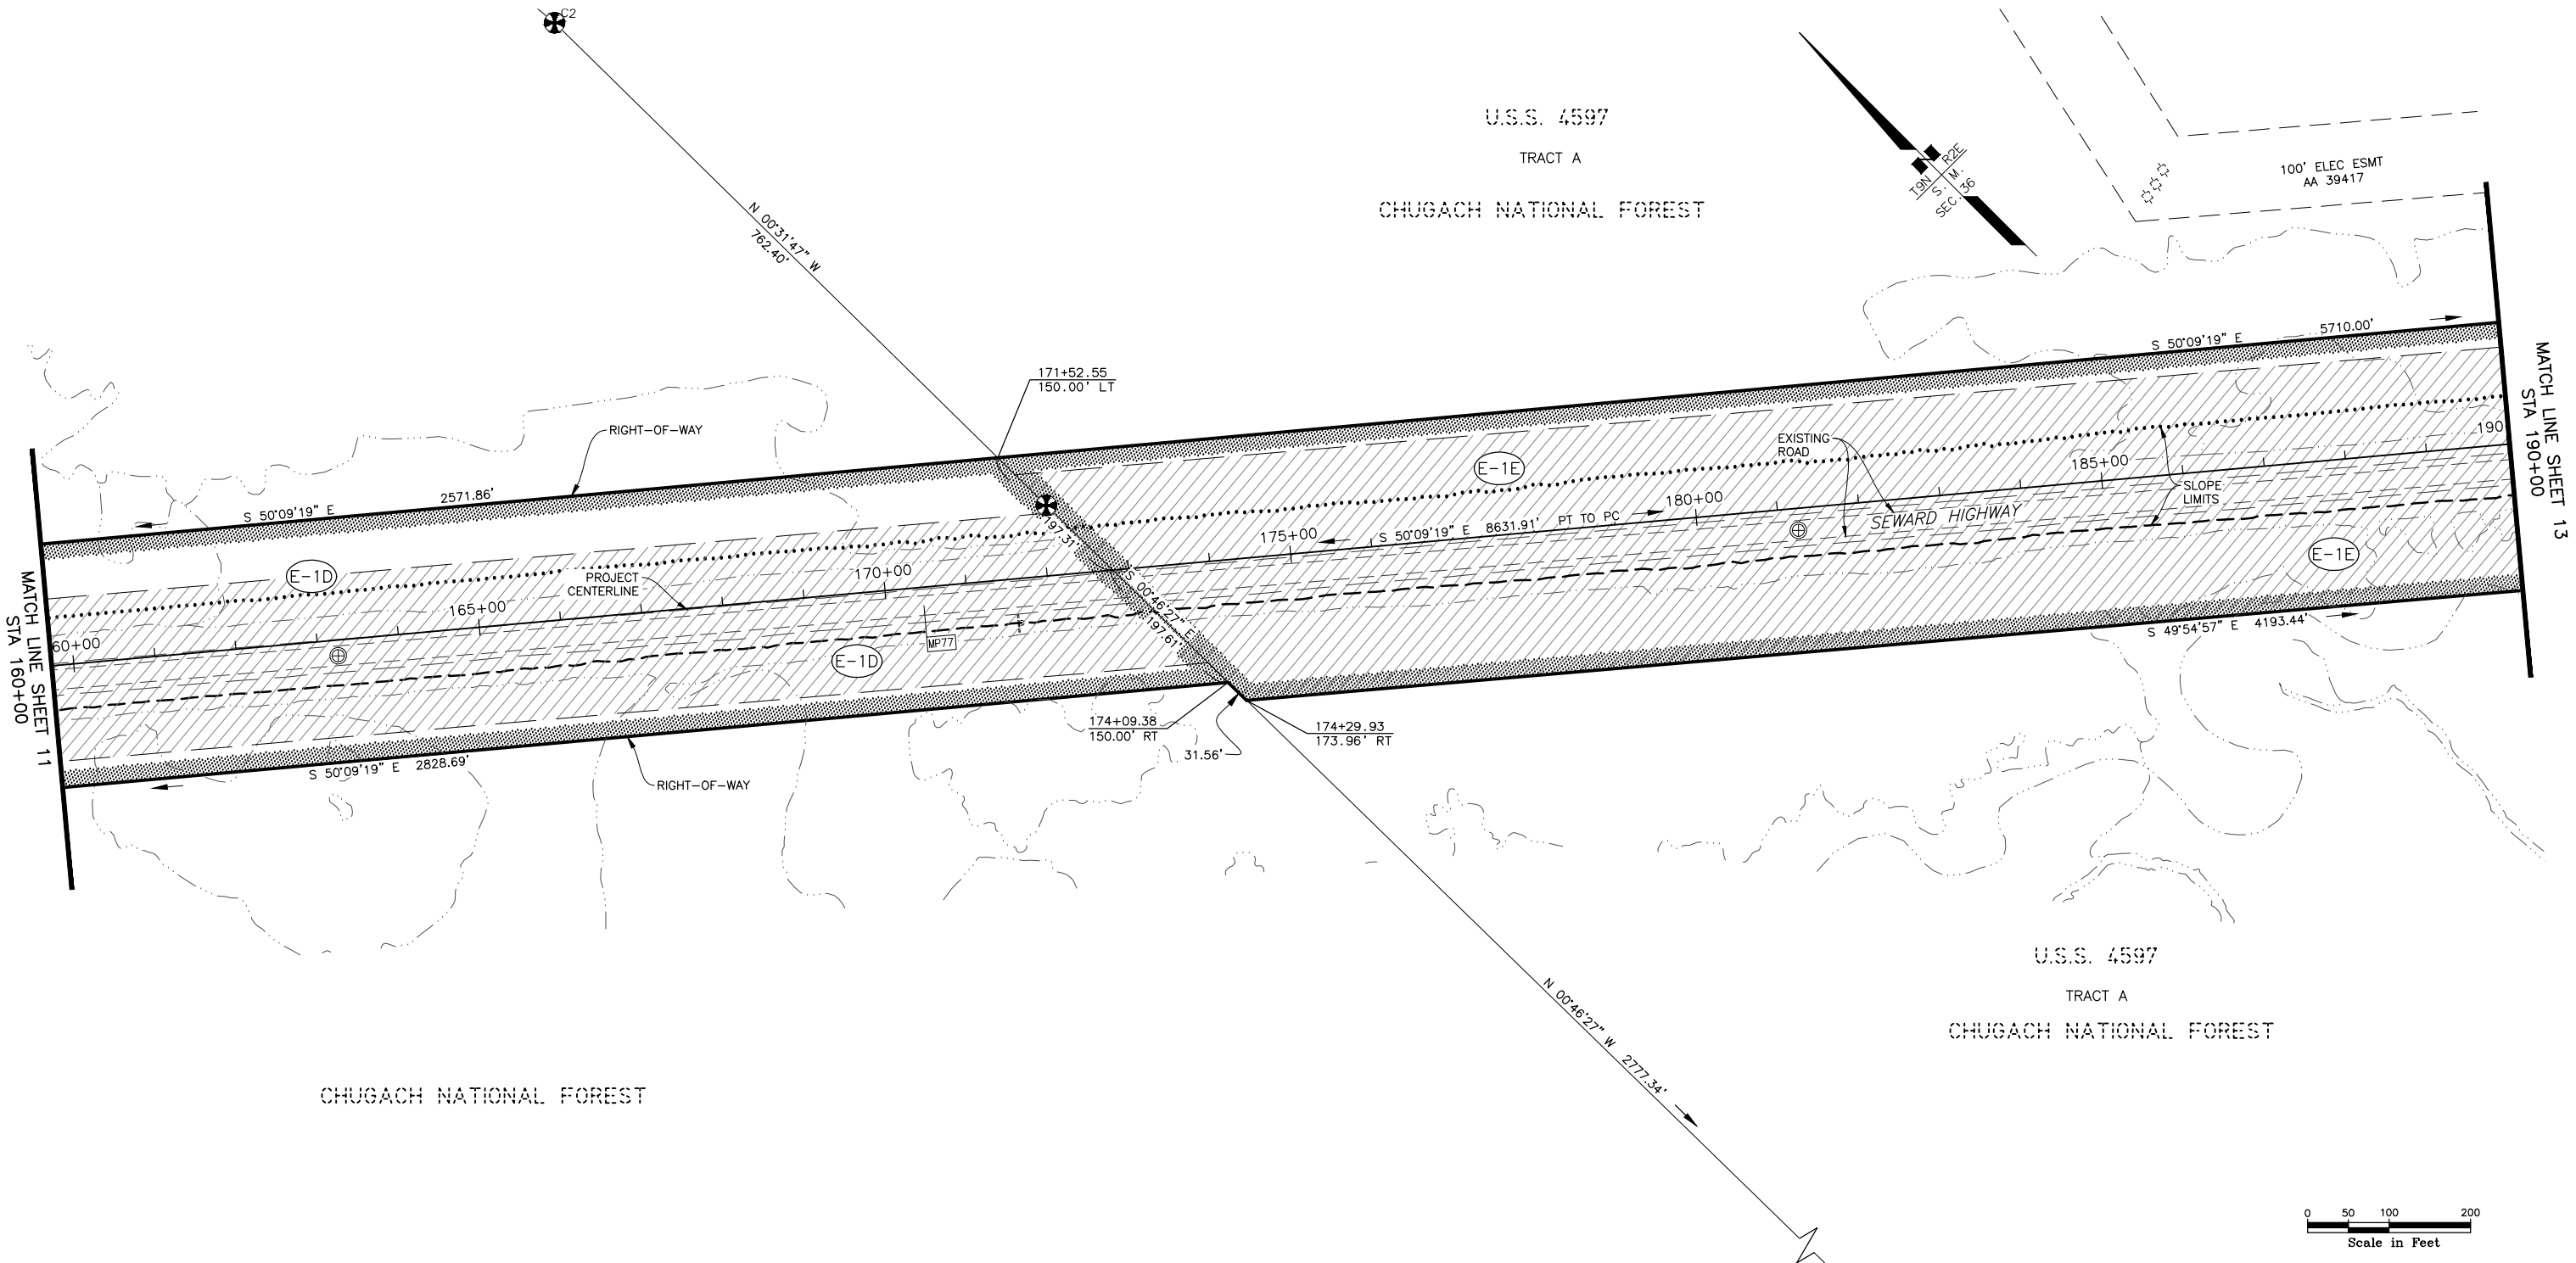 C2
N 00°31'47" W
762.40'
U.S.S. 4597
TRACT A
CHUGACH NATIONAL FOREST
T9N R2E
S. M.
SEC. 36
100' ELEC ESMT
AA 39417
171+52.55
150.00' LT
RIGHT-OF-WAY
S 50°09'19" E 2571.86'
S 50°09'19" E 5710.00'
MATCH LINE SHEET 11
STA 160+00
MATCH LINE SHEET 13
STA 190+00
E-1D
PROJECT
CENTERLINE
60+00
165+00
170+00
175+00
180+00
185+00
190
E-1E
EXISTING
ROAD
SEWARD HIGHWAY
SLOPE
LIMITS
S 50°09'19" E 8631.91' PT TO PC
197.31'
S 00°46'27" E
197.61'
MP77
E-1D
E-1E
S 50°09'19" E 2828.69'
S 49°54'57" E 4193.44'
RIGHT-OF-WAY
174+09.38
150.00' RT
31.56'
174+29.93
173.96' RT
N 00°46'27" W 2777.34'
U.S.S. 4597
TRACT A
CHUGACH NATIONAL FOREST
CHUGACH NATIONAL FOREST
0 50 100 200
Scale in Feet